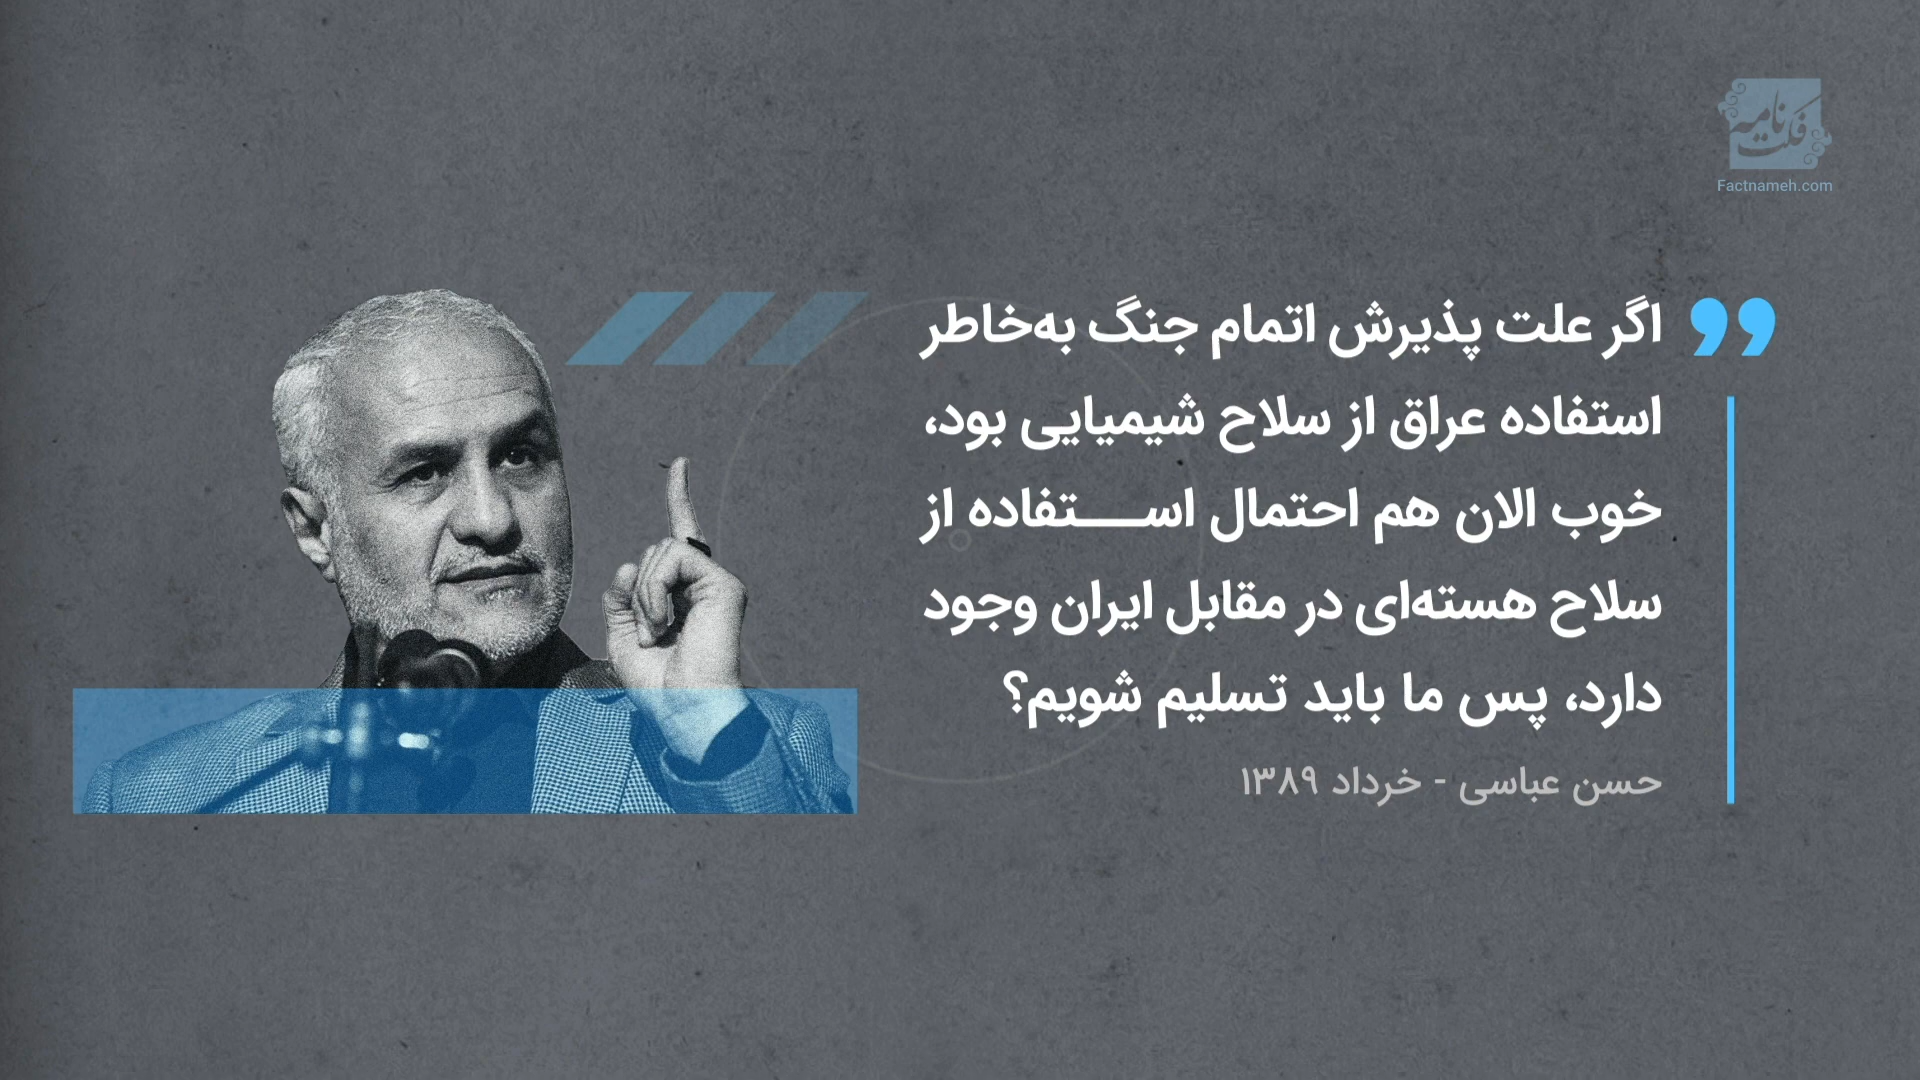 فکت‌نامه
Factnameh.com
اگر علت پذیرش اتمام جنگ به‌خاطر
استفاده عراق از سلاح شیمیایی بود،
خوب الان هم احتمال اســـتفاده از
سلاح هسته‌ای در مقابل ایران وجود
دارد، پس ما باید تسلیم شویم؟
حسن عباسی - خرداد ۱۳۸۹